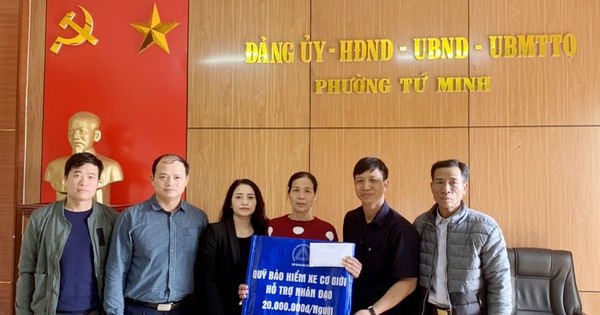 ĐẢNG ỦY - HĐND - UBND - UBMTTQ
PHƯỜNG TỨ MINH
QUỸ BẢO HIỂM XE CƠ GIỚI
HỖ TRỢ NHÂN ĐẠO
20.000.000đ/Người